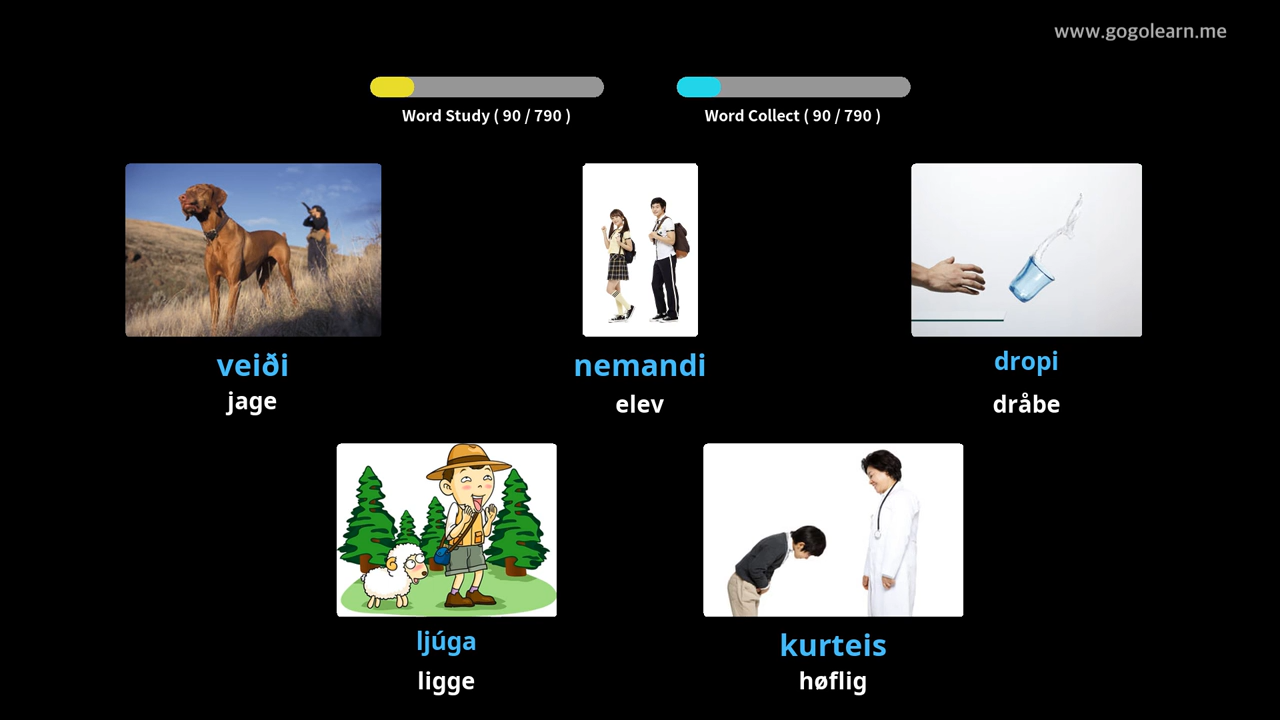 www.gogolearn.me
Word Study ( 90 / 790 )
Word Collect ( 90 / 790 )
veiði
jage
nemandi
elev
dropi
dråbe
ljúga
ligge
kurteis
høflig